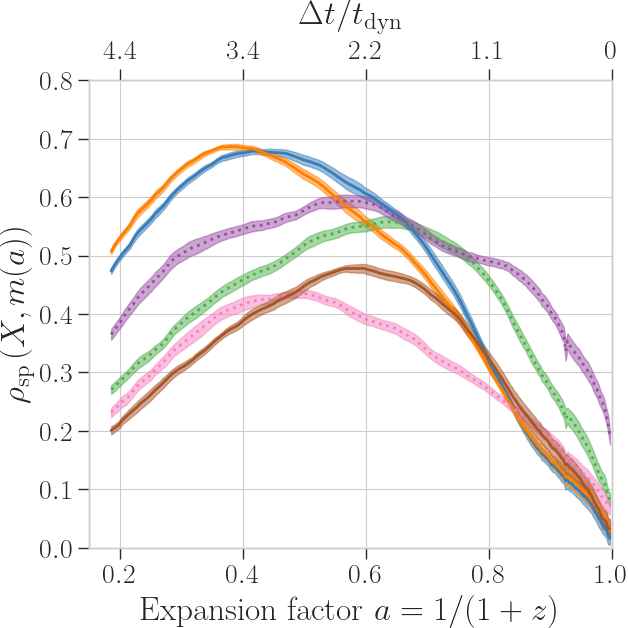 Δt/t_dyn
4.4 3.4 2.2 1.1 0
0.8
0.7
0.6
0.5
0.4
0.3
0.2
0.1
0.0
ρ_sp(X, m(a))
0.2 0.4 0.6 0.8 1.0
Expansion factor a = 1/(1 + z)